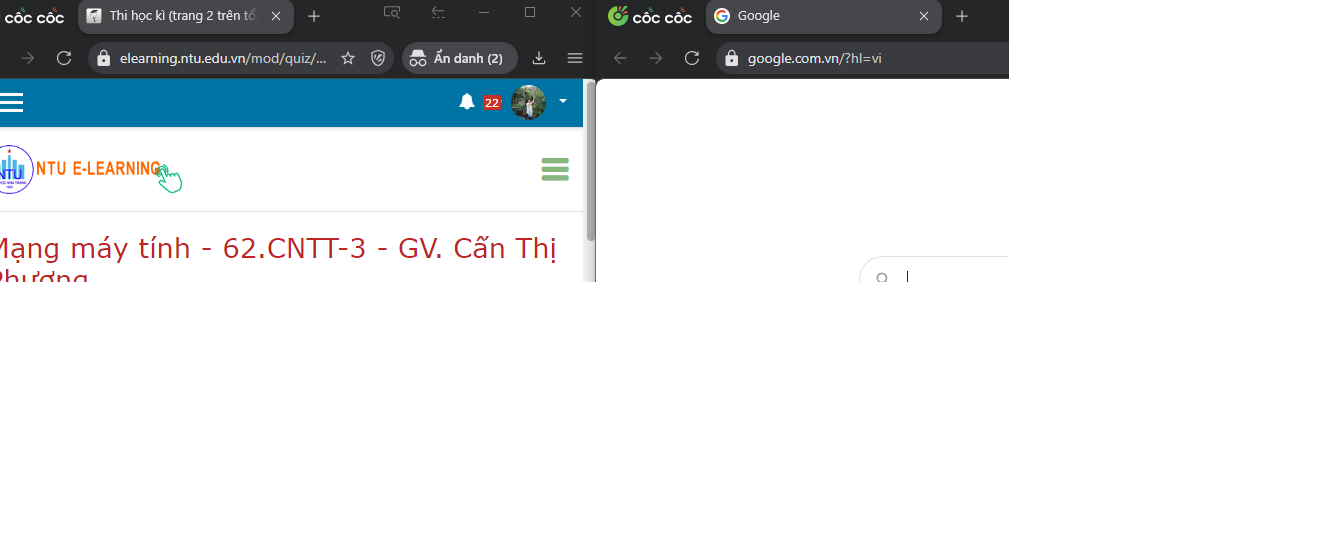 cốc cốc
Thi học kì (trang 2 trên tổ
elearning.ntu.edu.vn/mod/quiz/...
Ẩn danh (2)
22
NTU
NTU E-LEARNING
Mạng máy tính - 62.CNTT-3 - GV. Cấn Thị
Phương
cốc cốc
Google
google.com.vn/?hl=vi